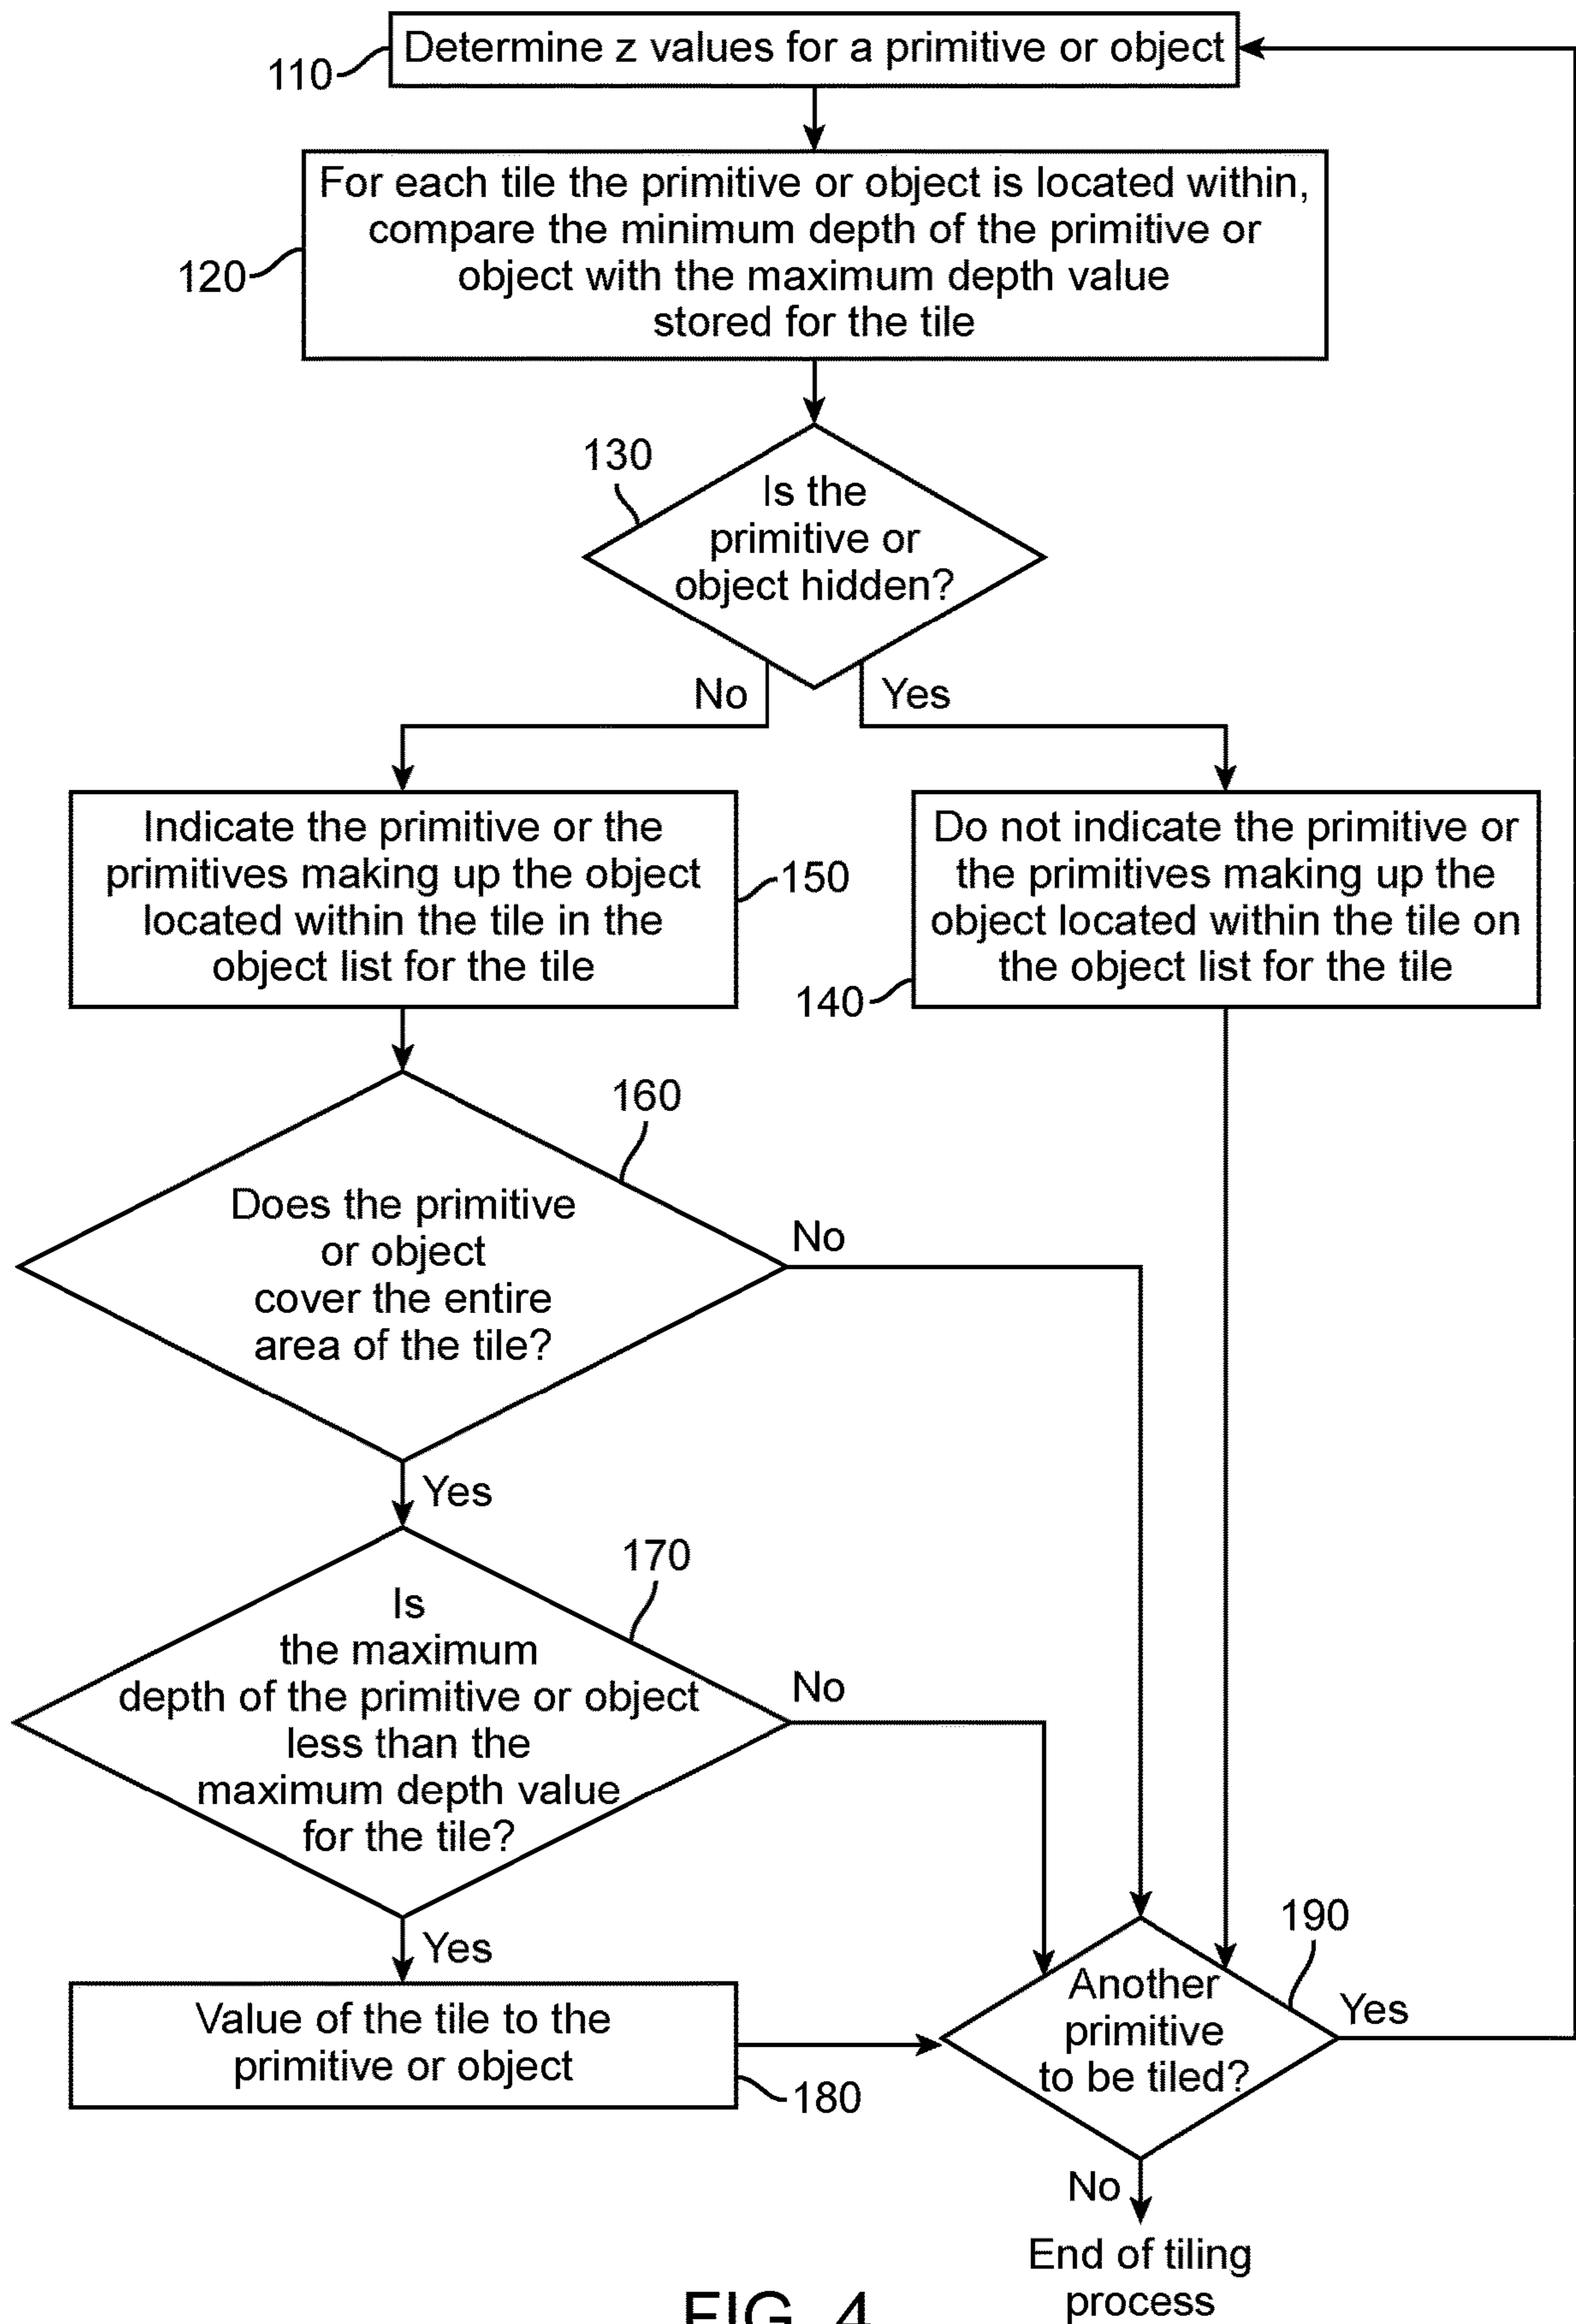 110
Determine z values for a primitive or object
For each tile the primitive or object is located within,
compare the minimum depth of the primitive or
object with the maximum depth value
stored for the tile
120
130
Is the
primitive or
object hidden?
No
Yes
Indicate the primitive or the
primitives making up the object
located within the tile in the
object list for the tile
150
Do not indicate the primitive or
the primitives making up the
object located within the tile on
the object list for the tile
140
160
Does the primitive
or object
cover the entire
area of the tile?
No
Yes
170
Is
the maximum
depth of the primitive or object
less than the
maximum depth value
for the tile?
No
Yes
Value of the tile to the
primitive or object
180
190
Another
primitive
to be tiled?
Yes
No
End of tiling
process
FIG. 4